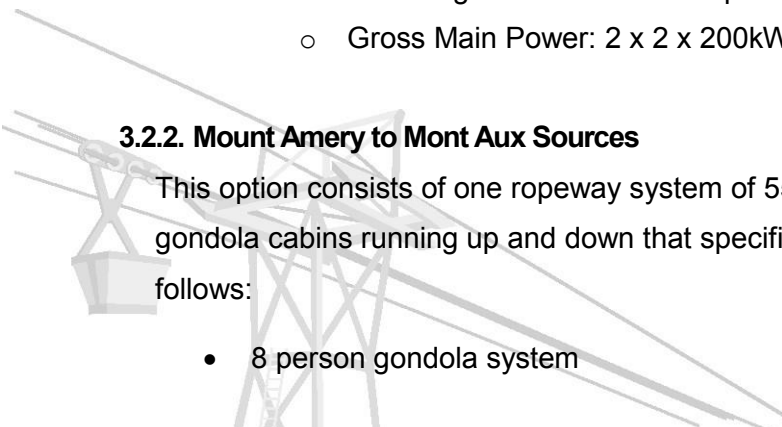 o Gross Main Power: 2 x 2 x 200kW
3.2.2. Mount Amery to Mont Aux Sources
This option consists of one ropeway system of
gondola cabins running up and down that
follows:
• 8 person gondola system